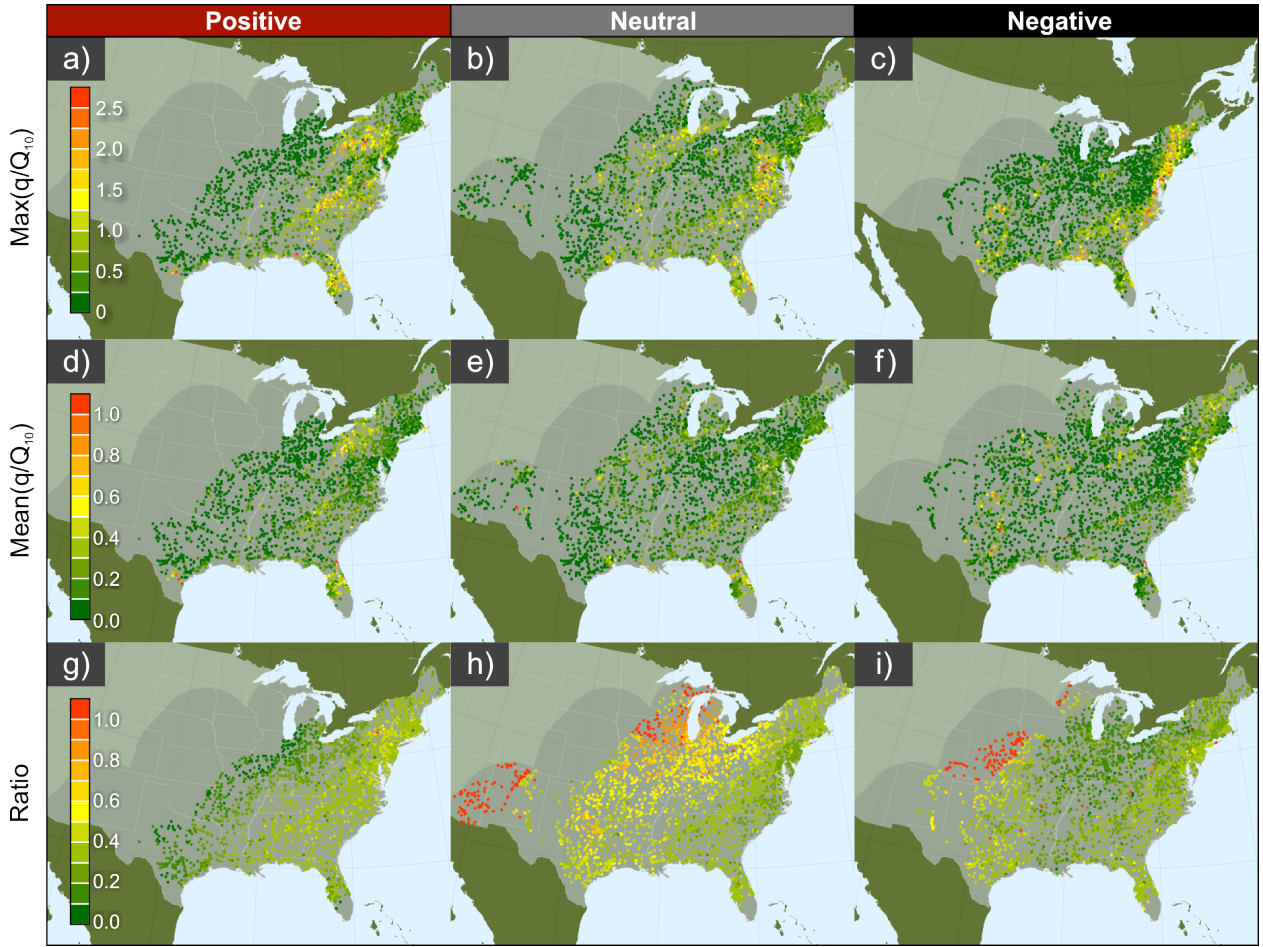 Positive Neutral Negative
a) b) c)
Max(q/Q₁₀)
2.5
2.0
1.5
1.0
0.5
0
d) e) f)
Mean(q/Q₁₀)
1.0
0.8
0.6
0.4
0.2
0.0
g) h) i)
Ratio
1.0
0.8
0.6
0.4
0.2
0.0